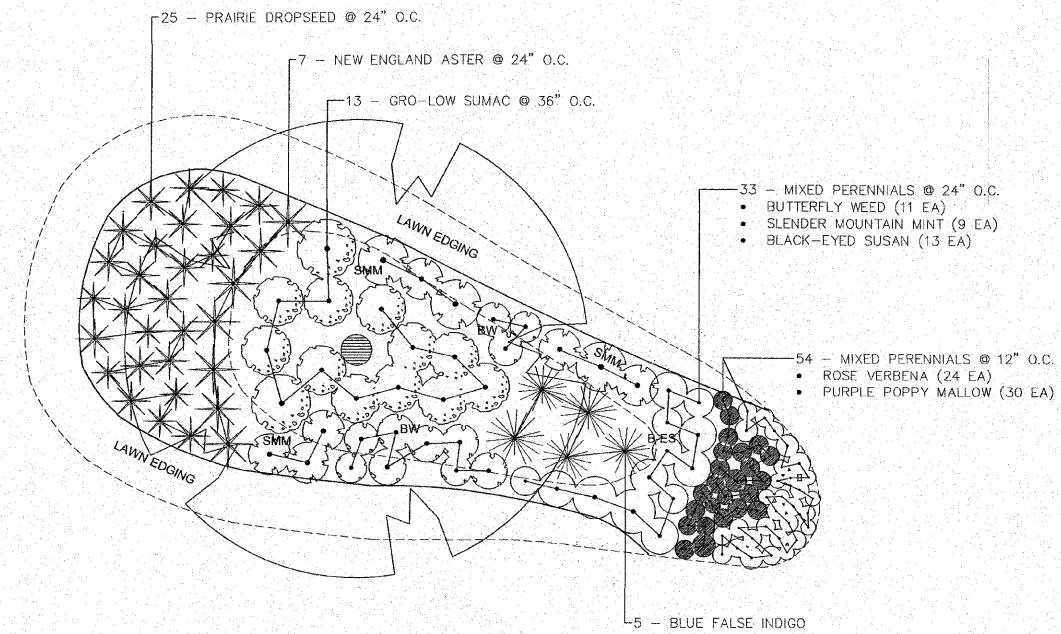 25 – PRAIRIE DROPSEED @ 24" O.C.
7 – NEW ENGLAND ASTER @ 24" O.C.
13 – GRO-LOW SUMAC @ 36" O.C.
33 – MIXED PERENNIALS @ 24" O.C.
• BUTTERFLY WEED (11 EA)
• SLENDER MOUNTAIN MINT (9 EA)
• BLACK-EYED SUSAN (13 EA)
LAWN EDGING
SMM
BW
SMM
54 – MIXED PERENNIALS @ 12" O.C.
• ROSE VERBENA (24 EA)
• PURPLE POPPY MALLOW (30 EA)
BW
SMM
B-ES
LAWN EDGING
5 – BLUE FALSE INDIGO